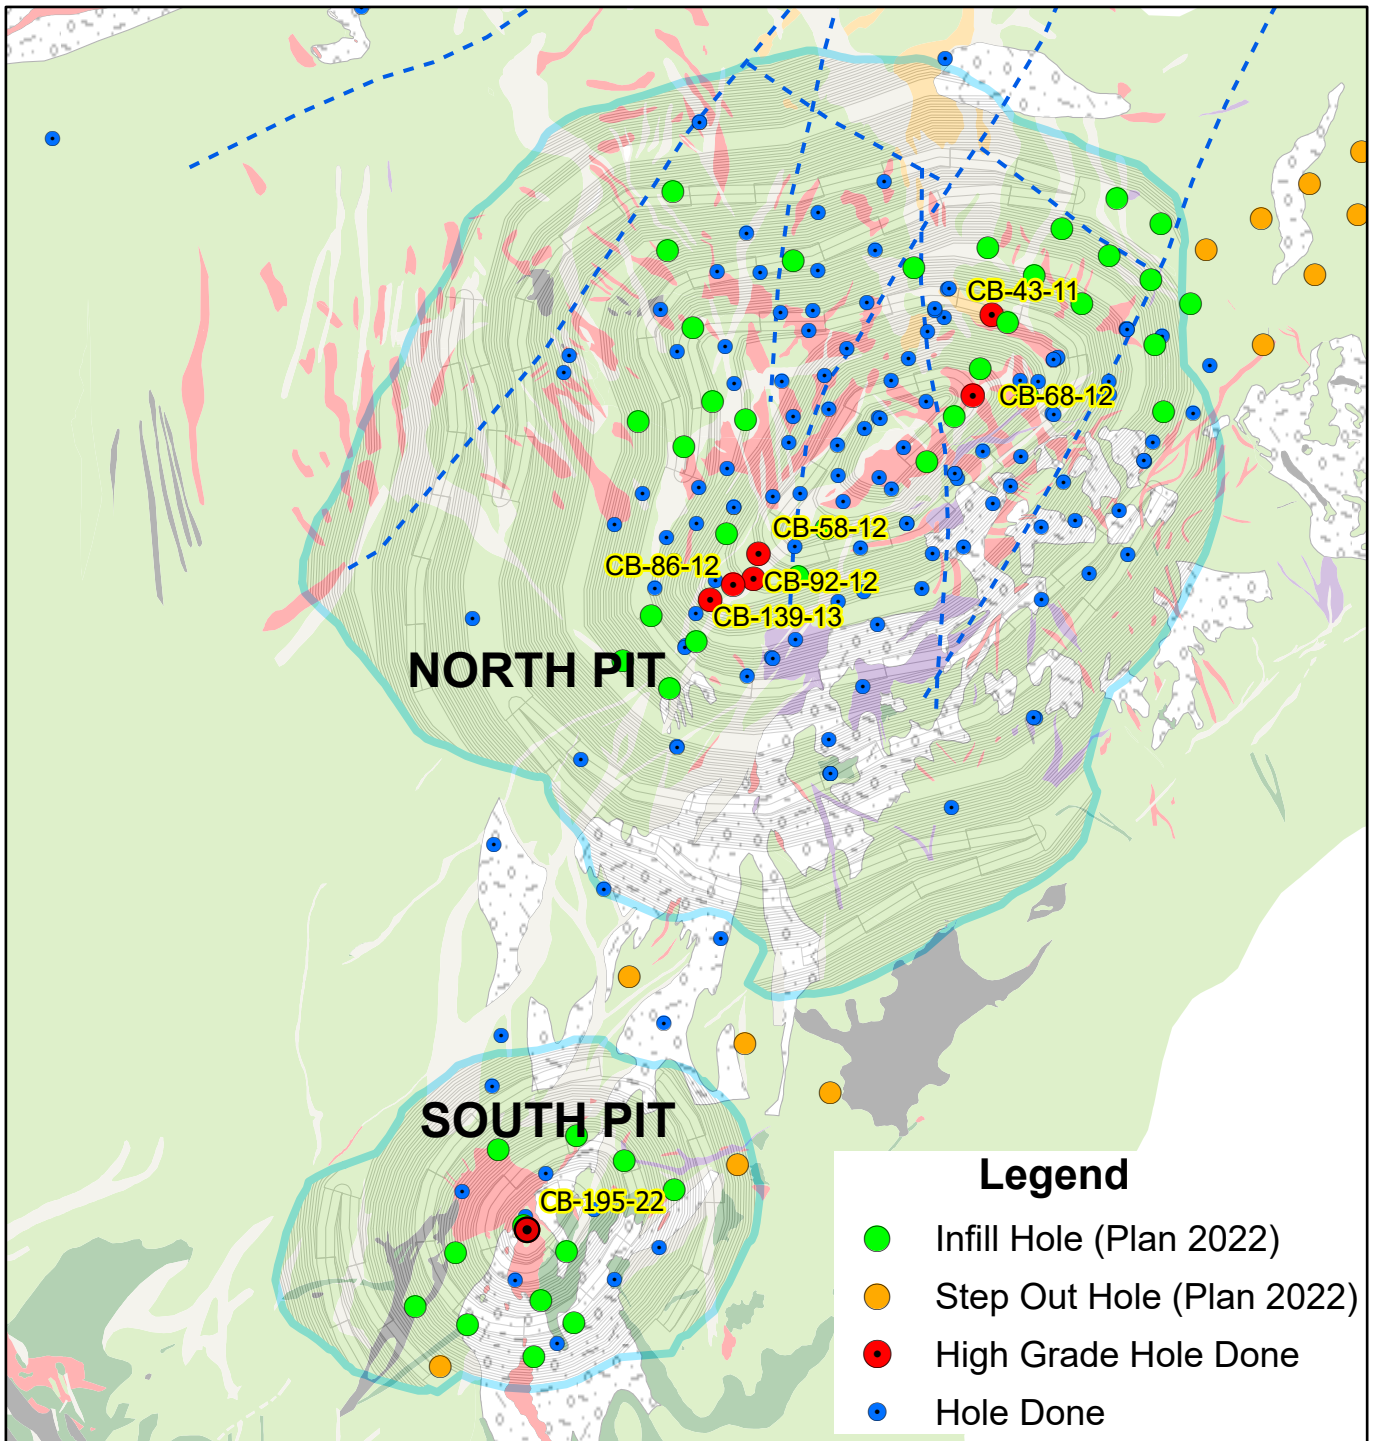 CB-43-11
CB-68-12
CB-58-12
CB-86-12
CB-92-12
CB-139-13
NORTH PIT
SOUTH PIT
CB-195-22
Legend
Infill Hole (Plan 2022)
Step Out Hole (Plan 2022)
High Grade Hole Done
Hole Done